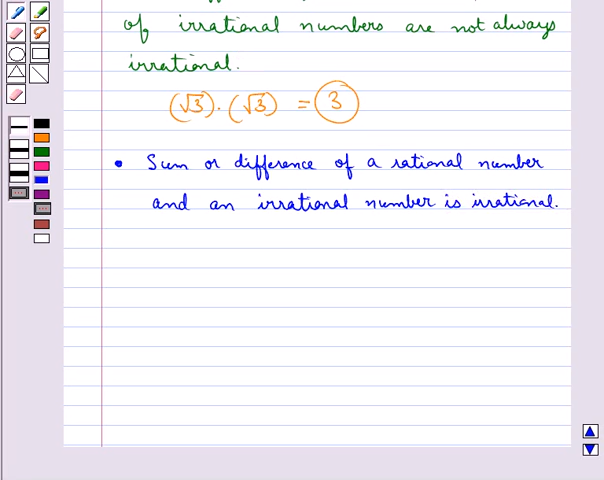 of irrational numbers are not always
irrational.
(√3) · (√3) = 3
• Sum or difference of a rational number
and an irrational number is irrational.